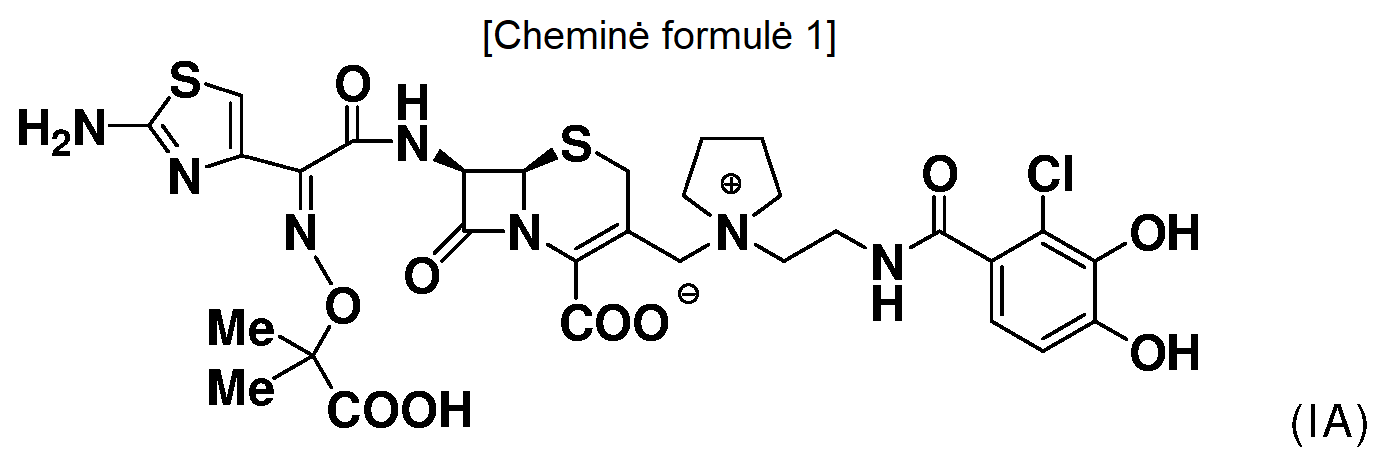 [Cheminė formulė 1]
S O H
H₂N N S O Cl
N ⊕ OH
N N N
O O N H OH
Me COO ⊖
Me COOH
(IA)